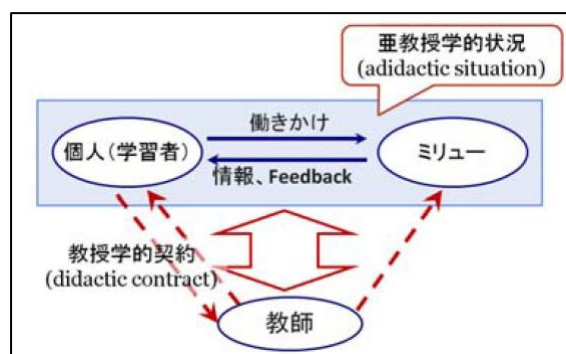 亜教授学的状況
(adidactic situation)
働きかけ
個人（学習者）
ミリュー
情報、Feedback
教授学的契約
(didactic contract)
教師